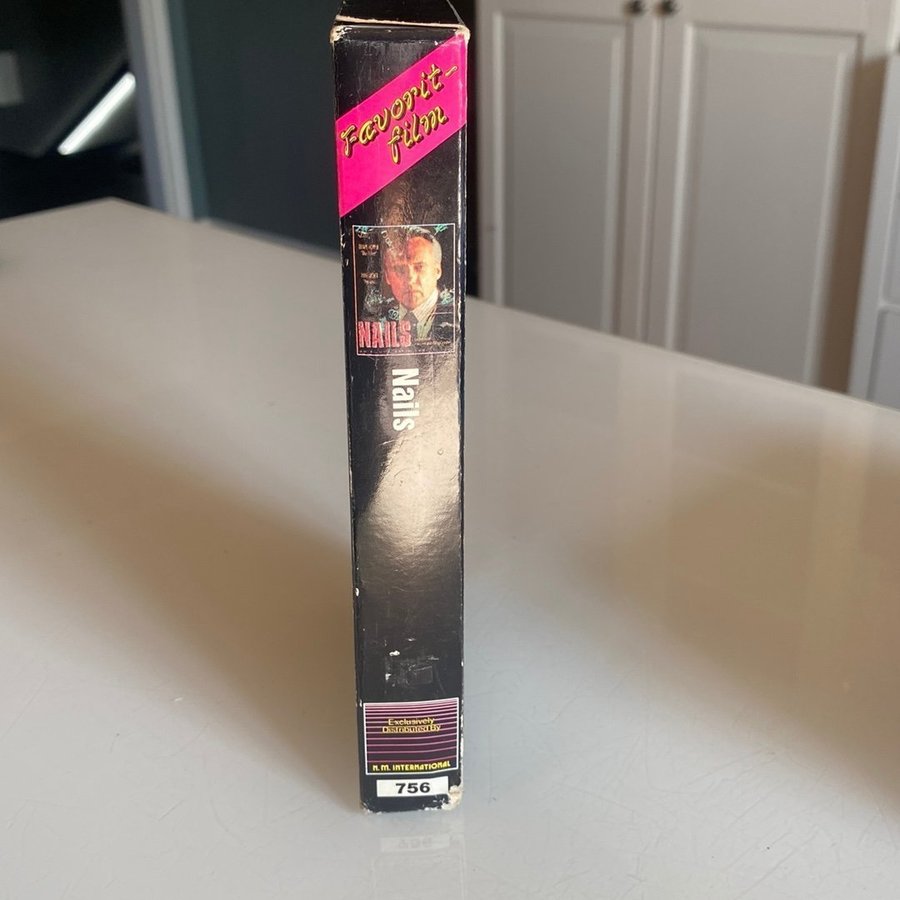 Favorit-
film
NAILS
Nails
Exclusively
Distributed By
N. M. INTERNATIONAL
756